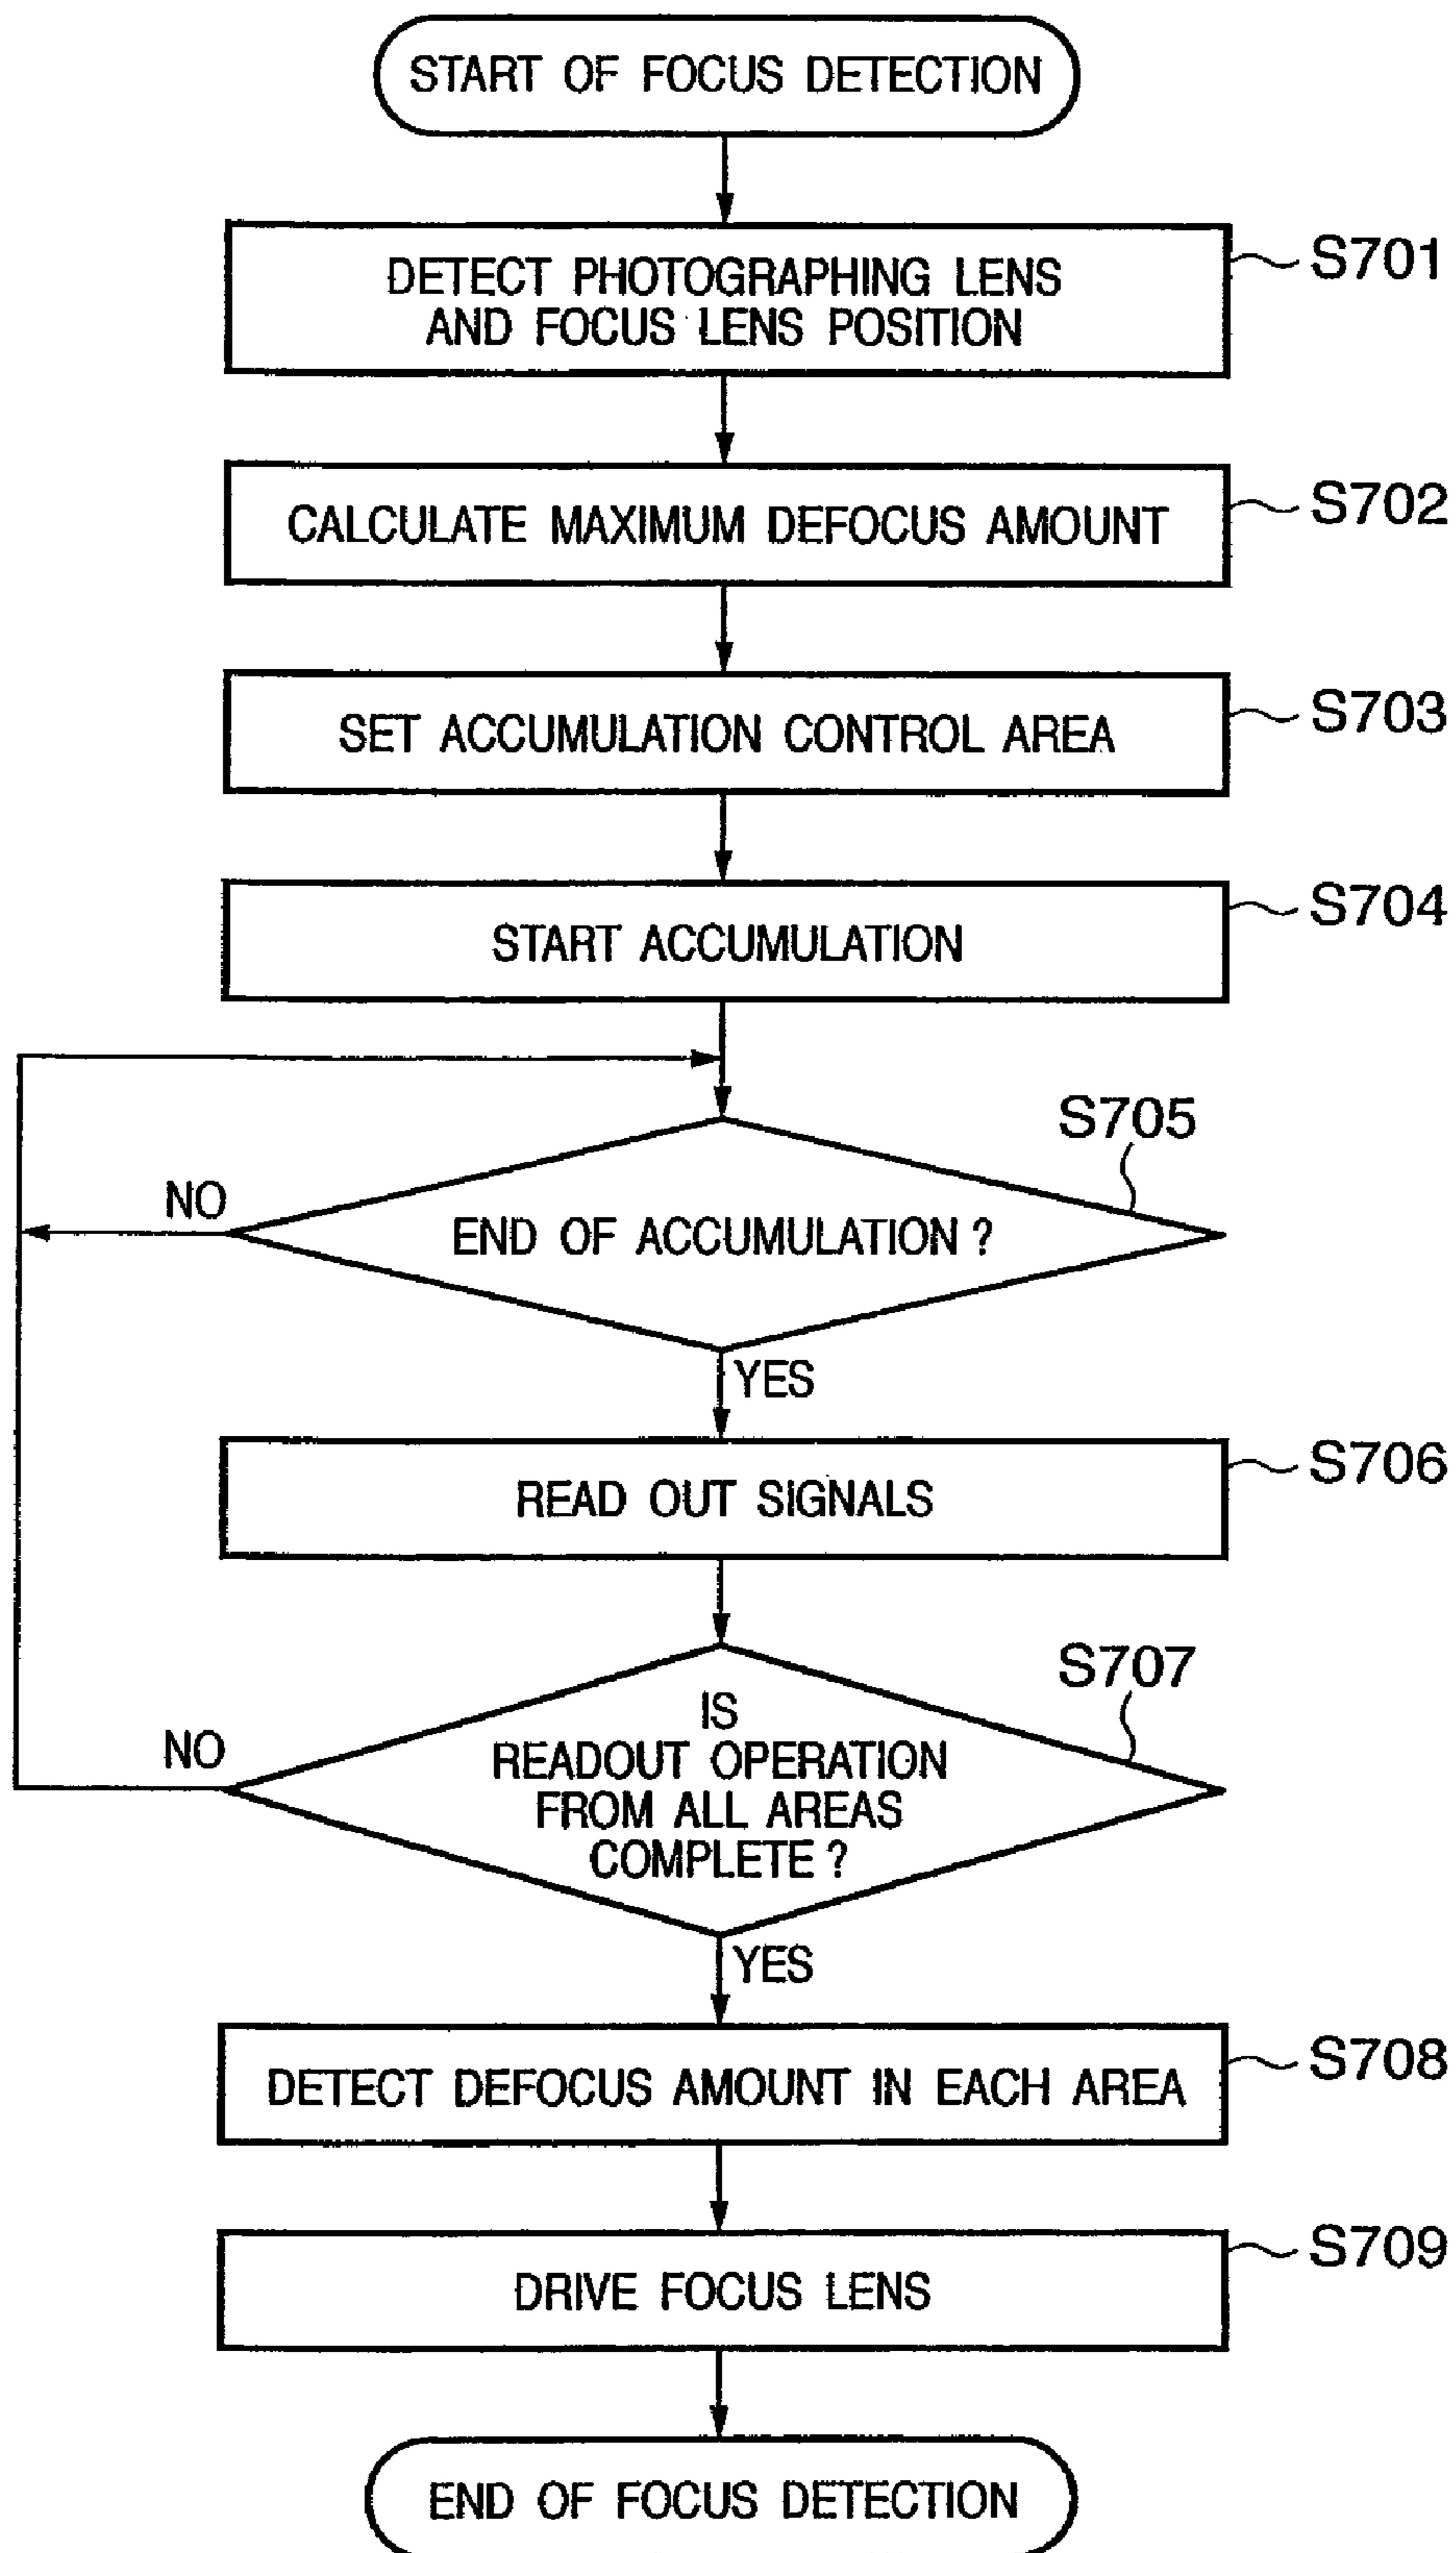 START OF FOCUS DETECTION
DETECT PHOTOGRAPHING LENS
AND FOCUS LENS POSITION
S701
CALCULATE MAXIMUM DEFOCUS AMOUNT
S702
SET ACCUMULATION CONTROL AREA
S703
START ACCUMULATION
S704
S705
NO
END OF ACCUMULATION ?
YES
READ OUT SIGNALS
S706
S707
NO
IS
READOUT OPERATION
FROM ALL AREAS
COMPLETE ?
YES
DETECT DEFOCUS AMOUNT IN EACH AREA
S708
DRIVE FOCUS LENS
S709
END OF FOCUS DETECTION